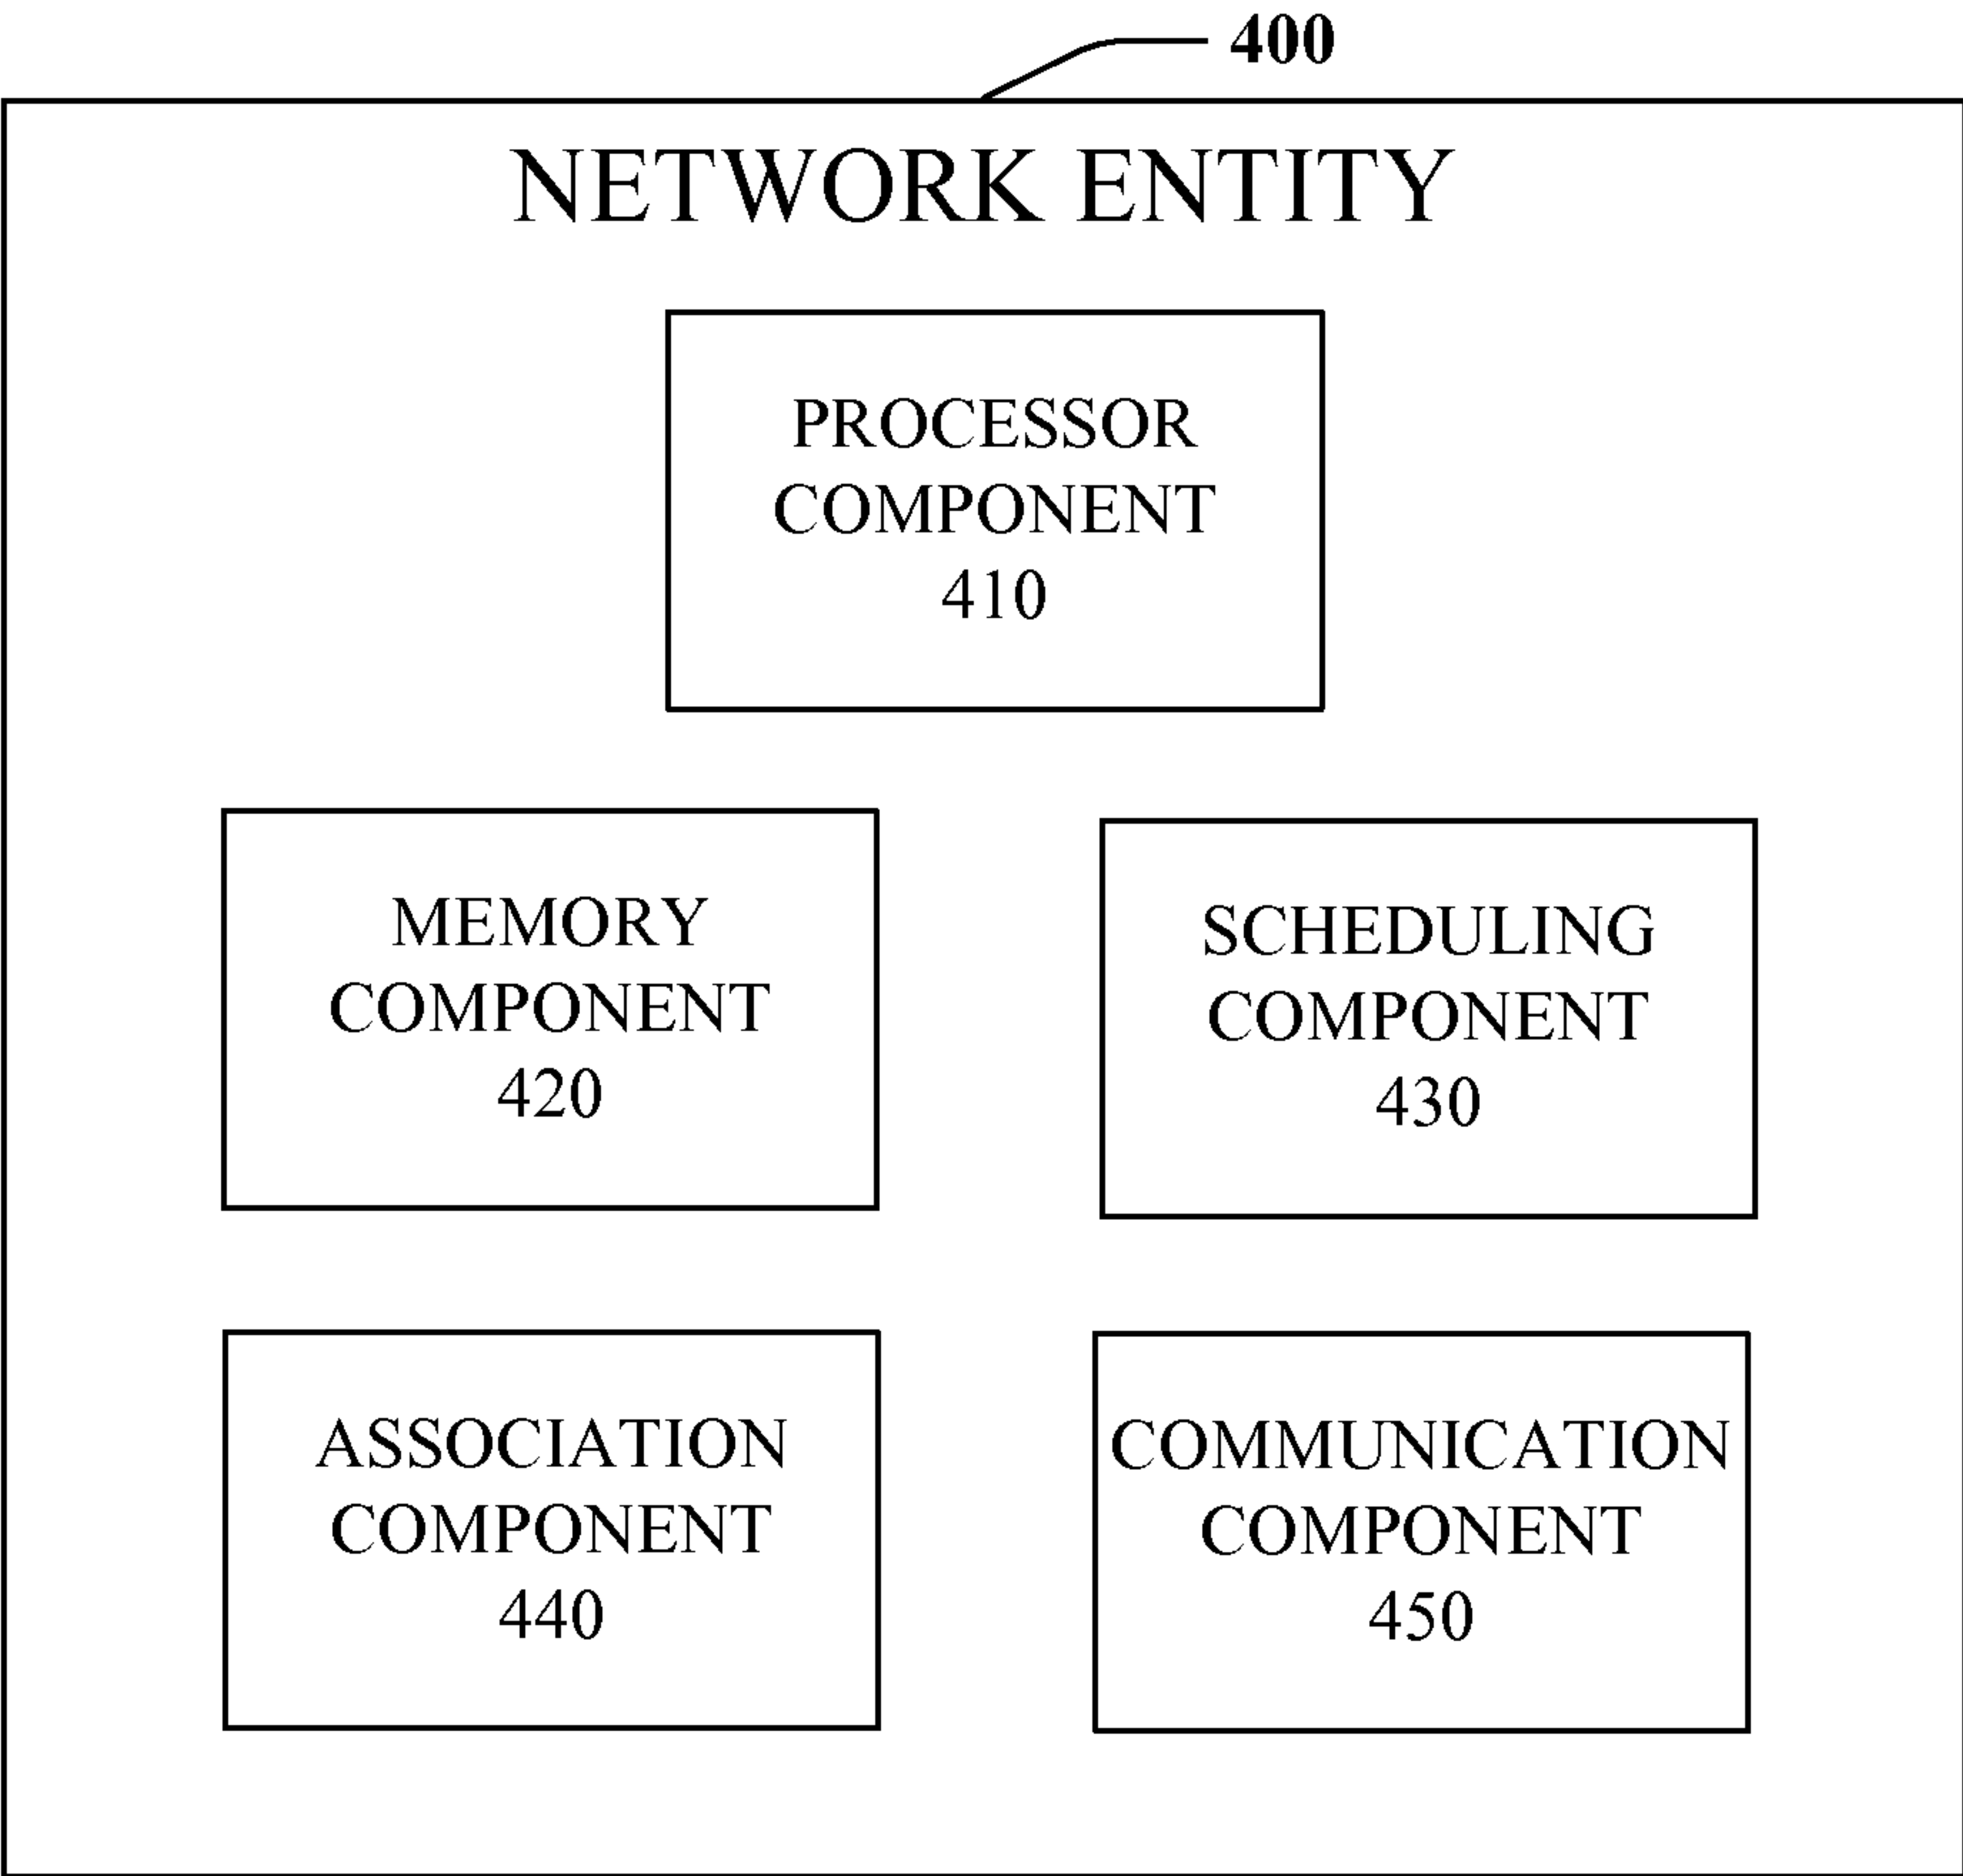 400
NETWORK ENTITY
PROCESSOR
COMPONENT
410
MEMORY
COMPONENT
420
SCHEDULING
COMPONENT
430
ASSOCIATION
COMPONENT
440
COMMUNICATION
COMPONENT
450